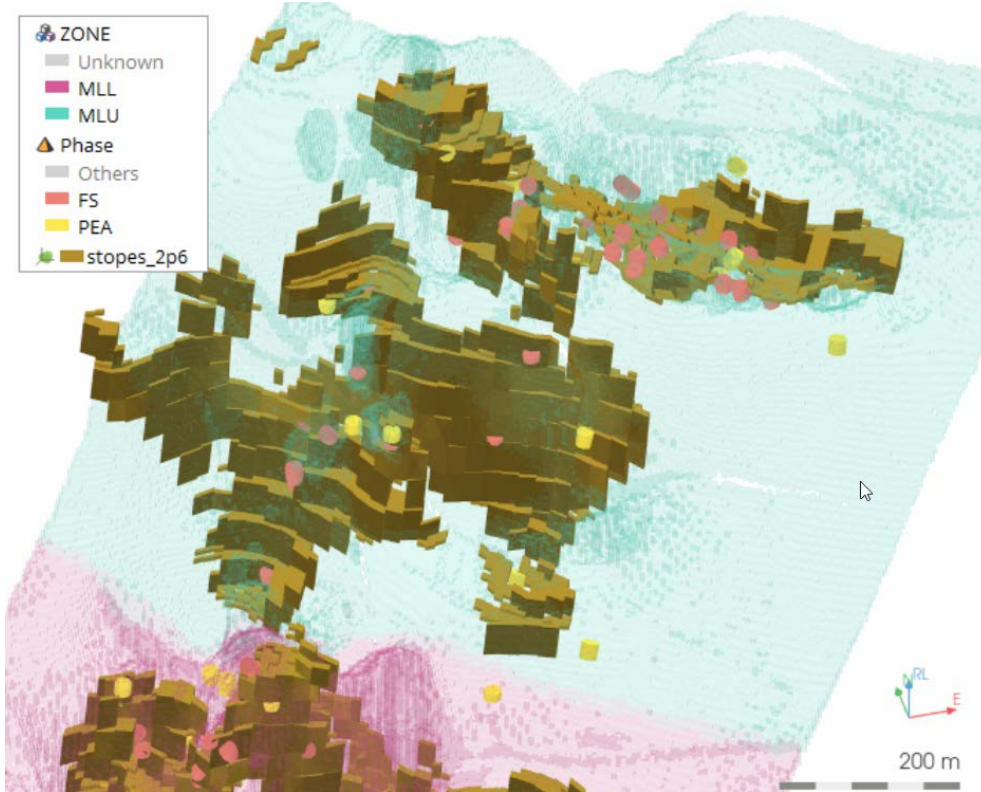 ZONE
Unknown
MLL
MLU
Phase
Others
FS
PEA
stopes_2p6
RL
E
200 m